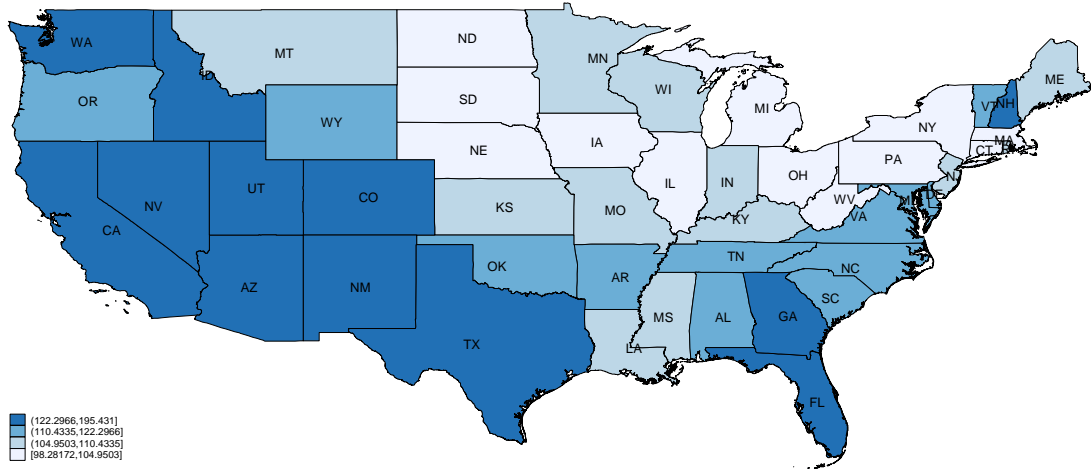 WA
MT
ND
MN
ME
ID
OR
SD
WI
MI
VT
NH
WY
NY
MA
NE
IA
CT
PA
NV
UT
CO
IL
IN
OH
KS
MO
WV
DE
CA
KY
VA
OK
TN
AZ
NM
AR
NC
SC
MS
AL
GA
TX
LA
FL
(122.2966,195.431]
(110.4335,122.2966]
(104.9503,110.4335]
[98.28172,104.9503]